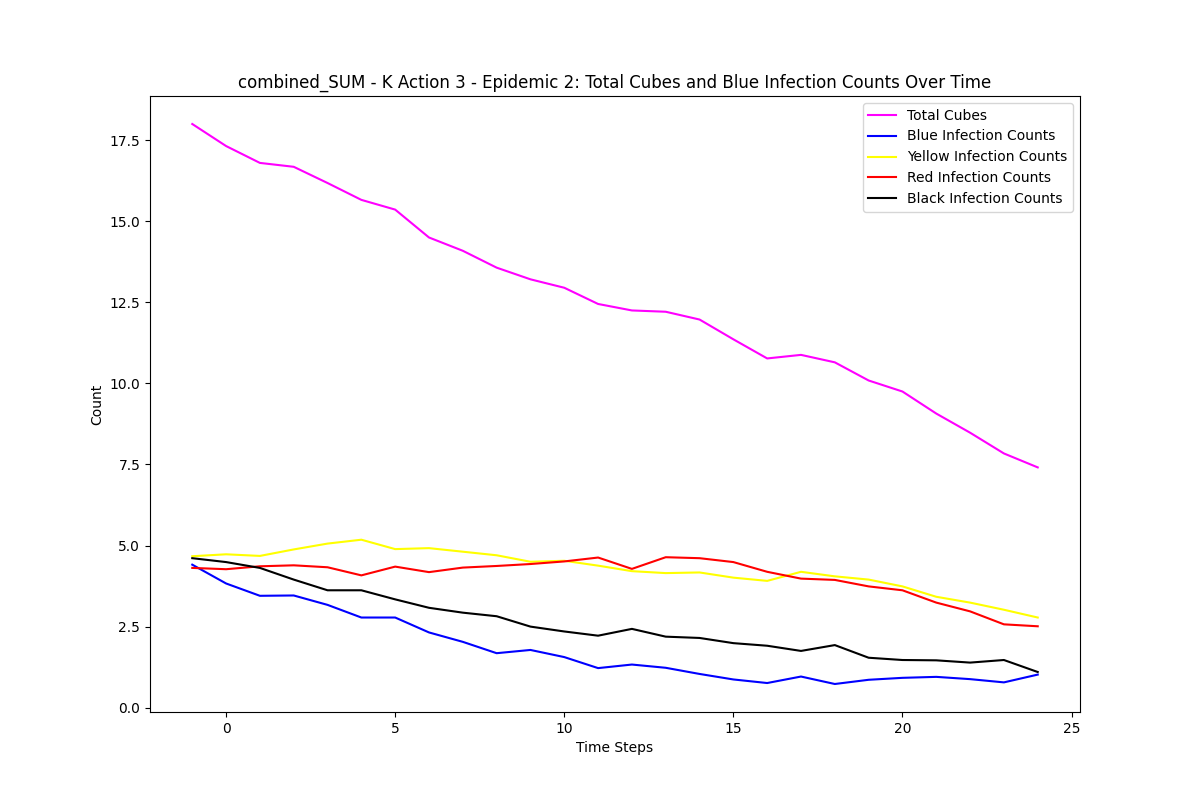 combined_SUM - K Action 3 - Epidemic 2: Total Cubes and Blue Infection Counts Over Time
Total Cubes
Blue Infection Counts
Yellow Infection Counts
Red Infection Counts
Black Infection Counts
17.5
15.0
12.5
10.0
7.5
5.0
2.5
0.0
Count
0
5
10
15
20
25
Time Steps